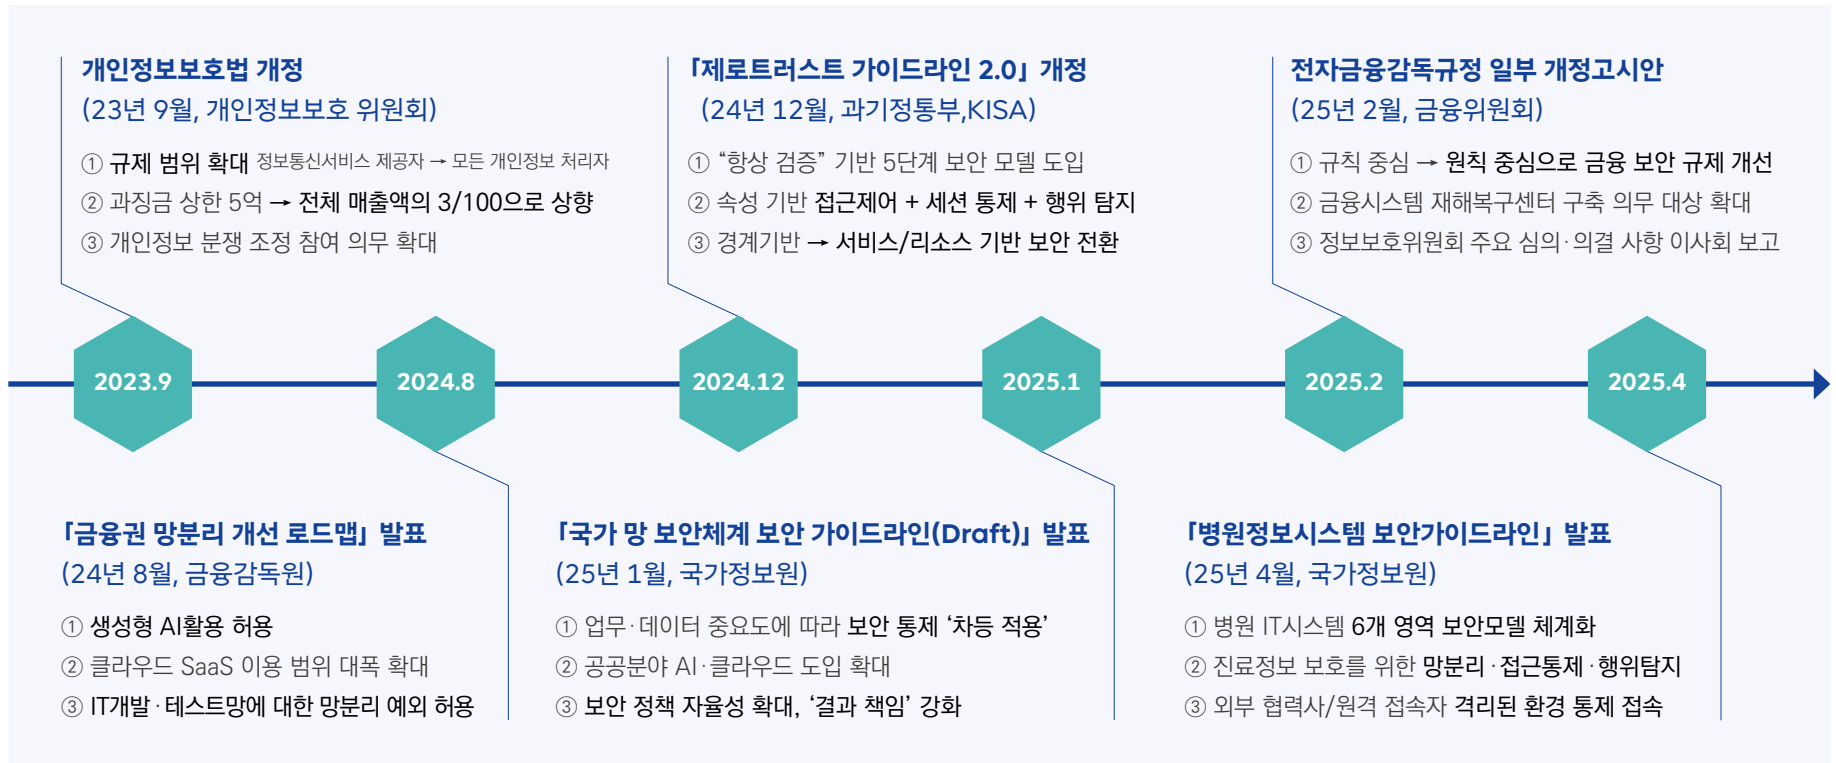 개인정보보호법 개정
(23년 9월, 개인정보보호 위원회)
① 규제 범위 확대 정보통신서비스 제공자 → 모든 개인정보 처리자
② 과징금 상한 5억 → 전체 매출액의 3/100으로 상향
③ 개인정보 분쟁 조정 참여 의무 확대
「제로트러스트 가이드라인 2.0」 개정
(24년 12월, 과기정통부,KISA)
① “항상 검증” 기반 5단계 보안 모델 도입
② 속성 기반 접근제어 + 세션 통제 + 행위 탐지
③ 경계기반 → 서비스/리소스 기반 보안 전환
전자금융감독규정 일부 개정고시안
(25년 2월, 금융위원회)
① 규칙 중심 → 원칙 중심으로 금융 보안 규제 개선
② 금융시스템 재해복구센터 구축 의무 대상 확대
③ 정보보호위원회 주요 심의·의결 사항 이사회 보고
2023.9
2024.8
2024.12
2025.1
2025.2
2025.4
「금융권 망분리 개선 로드맵」 발표
(24년 8월, 금융감독원)
① 생성형 AI활용 허용
② 클라우드 SaaS 이용 범위 대폭 확대
③ IT개발·테스트망에 대한 망분리 예외 허용
「국가 망 보안체계 보안 가이드라인(Draft)」 발표
(25년 1월, 국가정보원)
① 업무·데이터 중요도에 따라 보안 통제 ‘차등 적용’
② 공공분야 AI·클라우드 도입 확대
③ 보안 정책 자율성 확대, ‘결과 책임’ 강화
「병원정보시스템 보안가이드라인」 발표
(25년 4월, 국가정보원)
① 병원 IT시스템 6개 영역 보안모델 체계화
② 진료정보 보호를 위한 망분리·접근통제·행위탐지
③ 외부 협력사/원격 접속자 격리된 환경 통제 접속